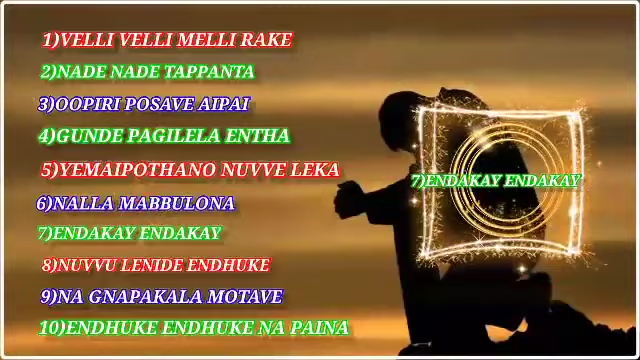 1)VELLI VELLI MELLI RAKE
2)NADE NADE TAPPANTA
3)OOPIRI POSAVE AIPAI
4)GUNDE PAGILELA ENTHA
5)YEMAIPOTHANO NUVVE LEKA
6)NALLA MABBULONA
7)ENDAKAY ENDAKAY
8)NUVVU LENIDE ENDHUKE
9)NA GNAPAKALA MOTAVE
10)ENDHUKE ENDHUKE NA PAINA
7)ENDAKAY ENDAKAY